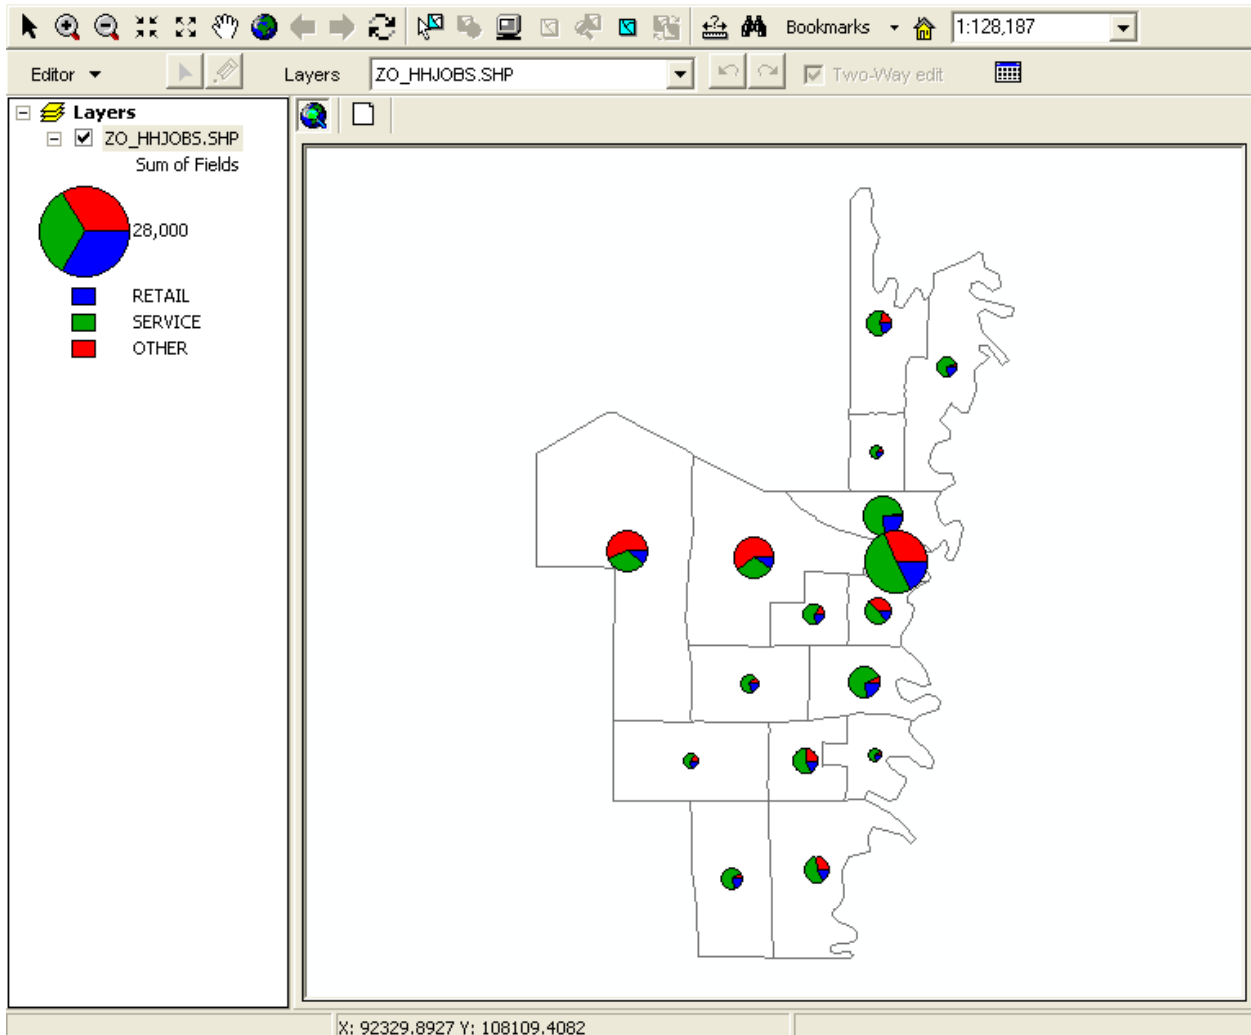 Bookmarks 1:128,187
Editor Layers ZO_HHJOBS.SHP Two-Way edit
Layers
ZO_HHJOBS.SHP
Sum of Fields
28,000
RETAIL
SERVICE
OTHER
X: 92329.8927 Y: 108109.4082